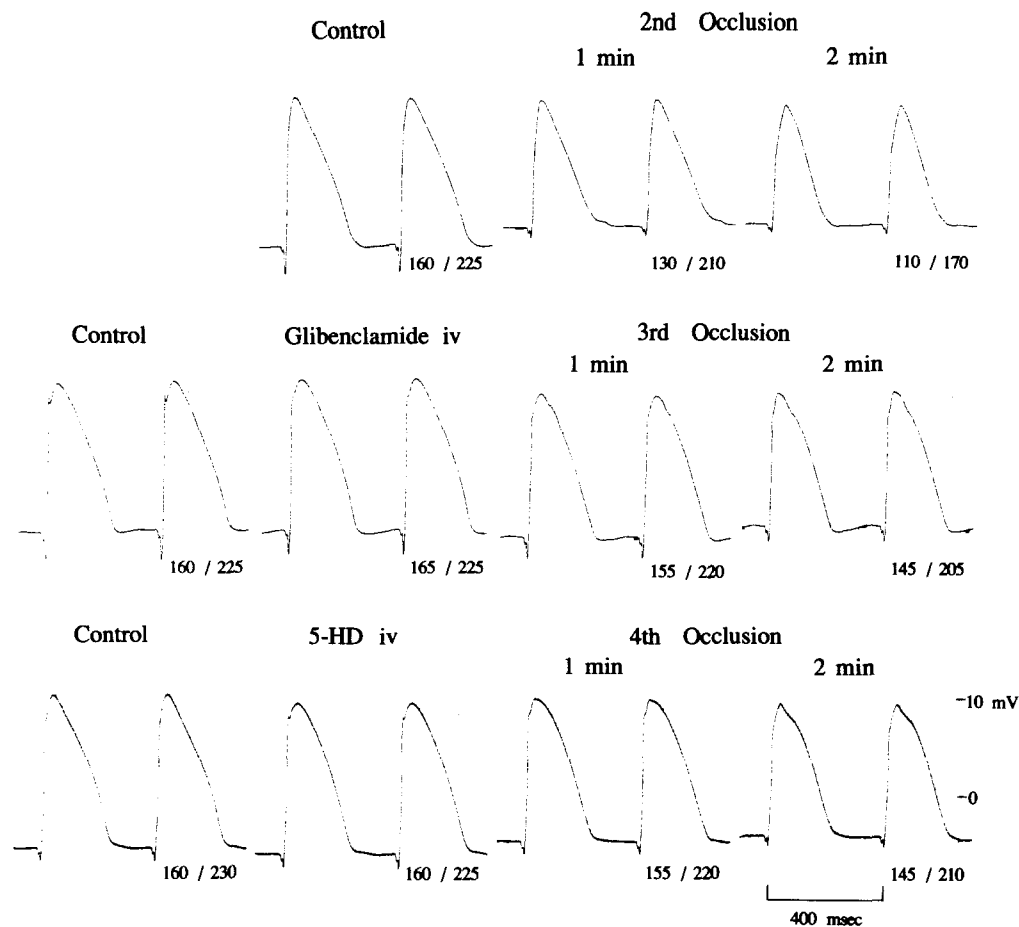 Control
2nd Occlusion
1 min
2 min
160 / 225
130 / 210
110 / 170
Control
Glibenclamide iv
3rd Occlusion
1 min
2 min
160 / 225
165 / 225
155 / 220
145 / 205
Control
5-HD iv
4th Occlusion
1 min
2 min
-10 mV
-0
160 / 230
160 / 225
155 / 220
145 / 210
400 msec